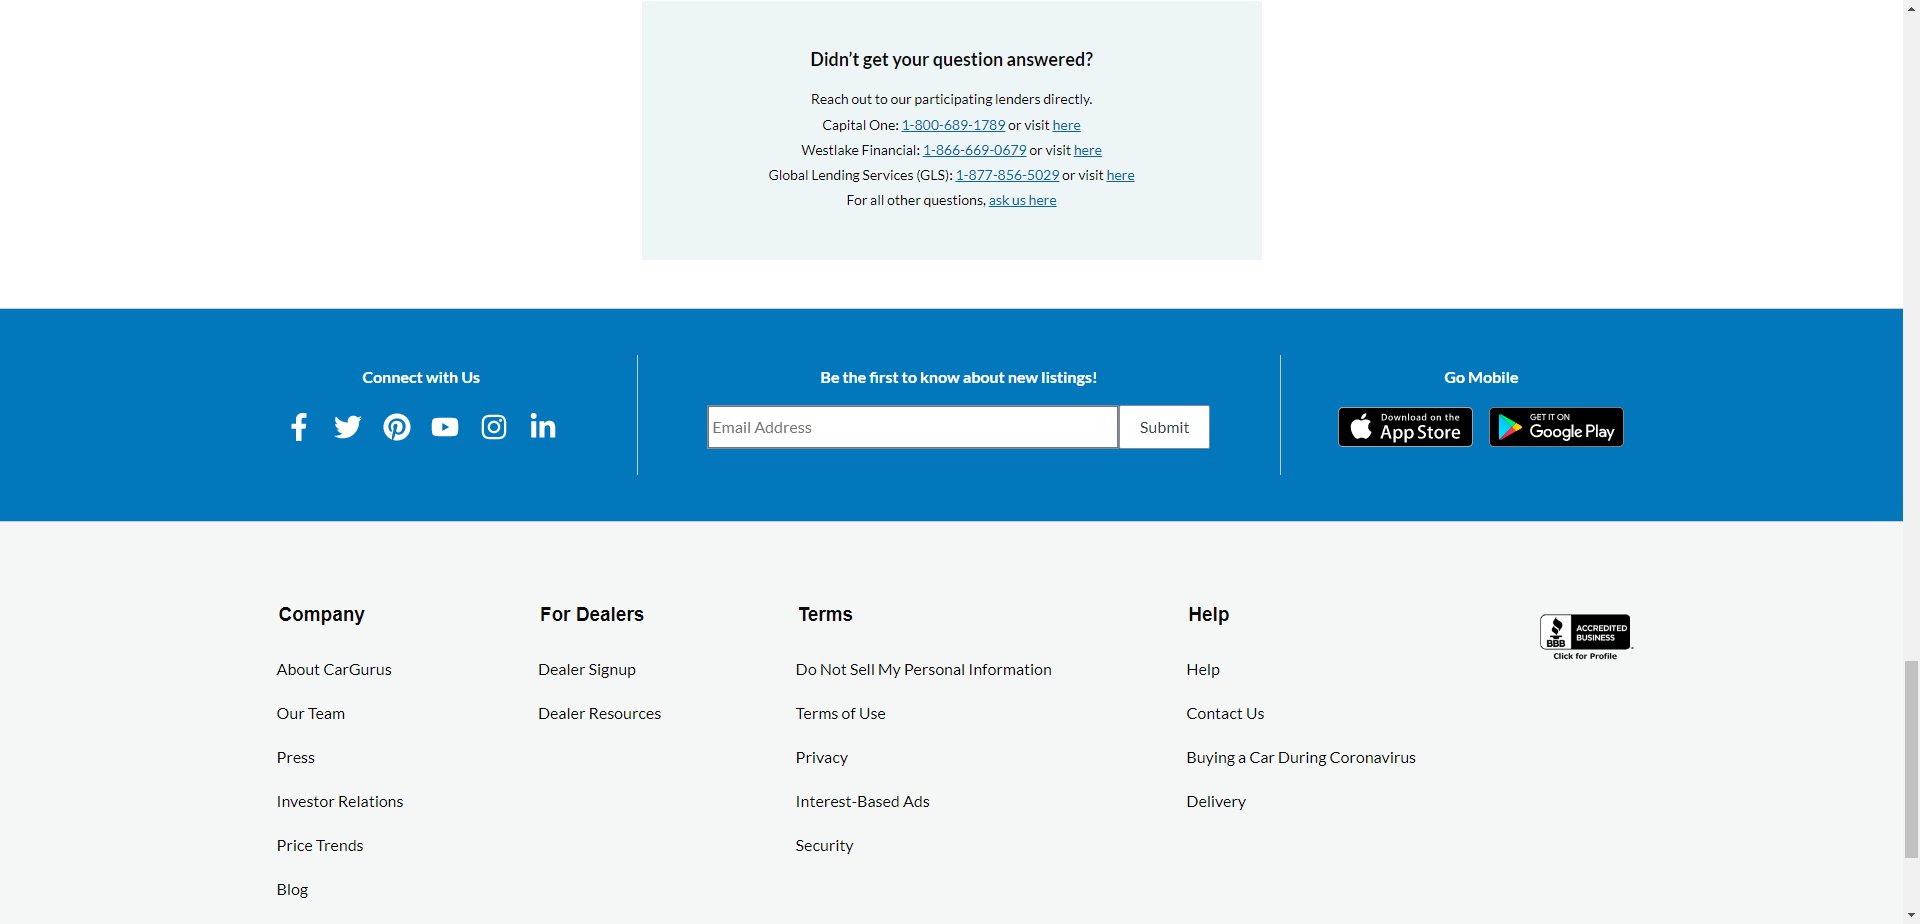 Didn’t get your question answered?
Reach out to our participating lenders directly.
Capital One: 1-800-689-1789 or visit here
Westlake Financial: 1-866-669-0679 or visit here
Global Lending Services (GLS): 1-877-856-5029 or visit here
For all other questions, ask us here
Connect with Us
Be the first to know about new listings!
Email Address
Submit
Go Mobile
Download on the
App Store
GET IT ON
Google Play
Company
About CarGurus
Our Team
Press
Investor Relations
Price Trends
Blog
For Dealers
Dealer Signup
Dealer Resources
Terms
Do Not Sell My Personal Information
Terms of Use
Privacy
Interest-Based Ads
Security
Help
Help
Contact Us
Buying a Car During Coronavirus
Delivery
BBB
ACCREDITED
BUSINESS
Click for Profile